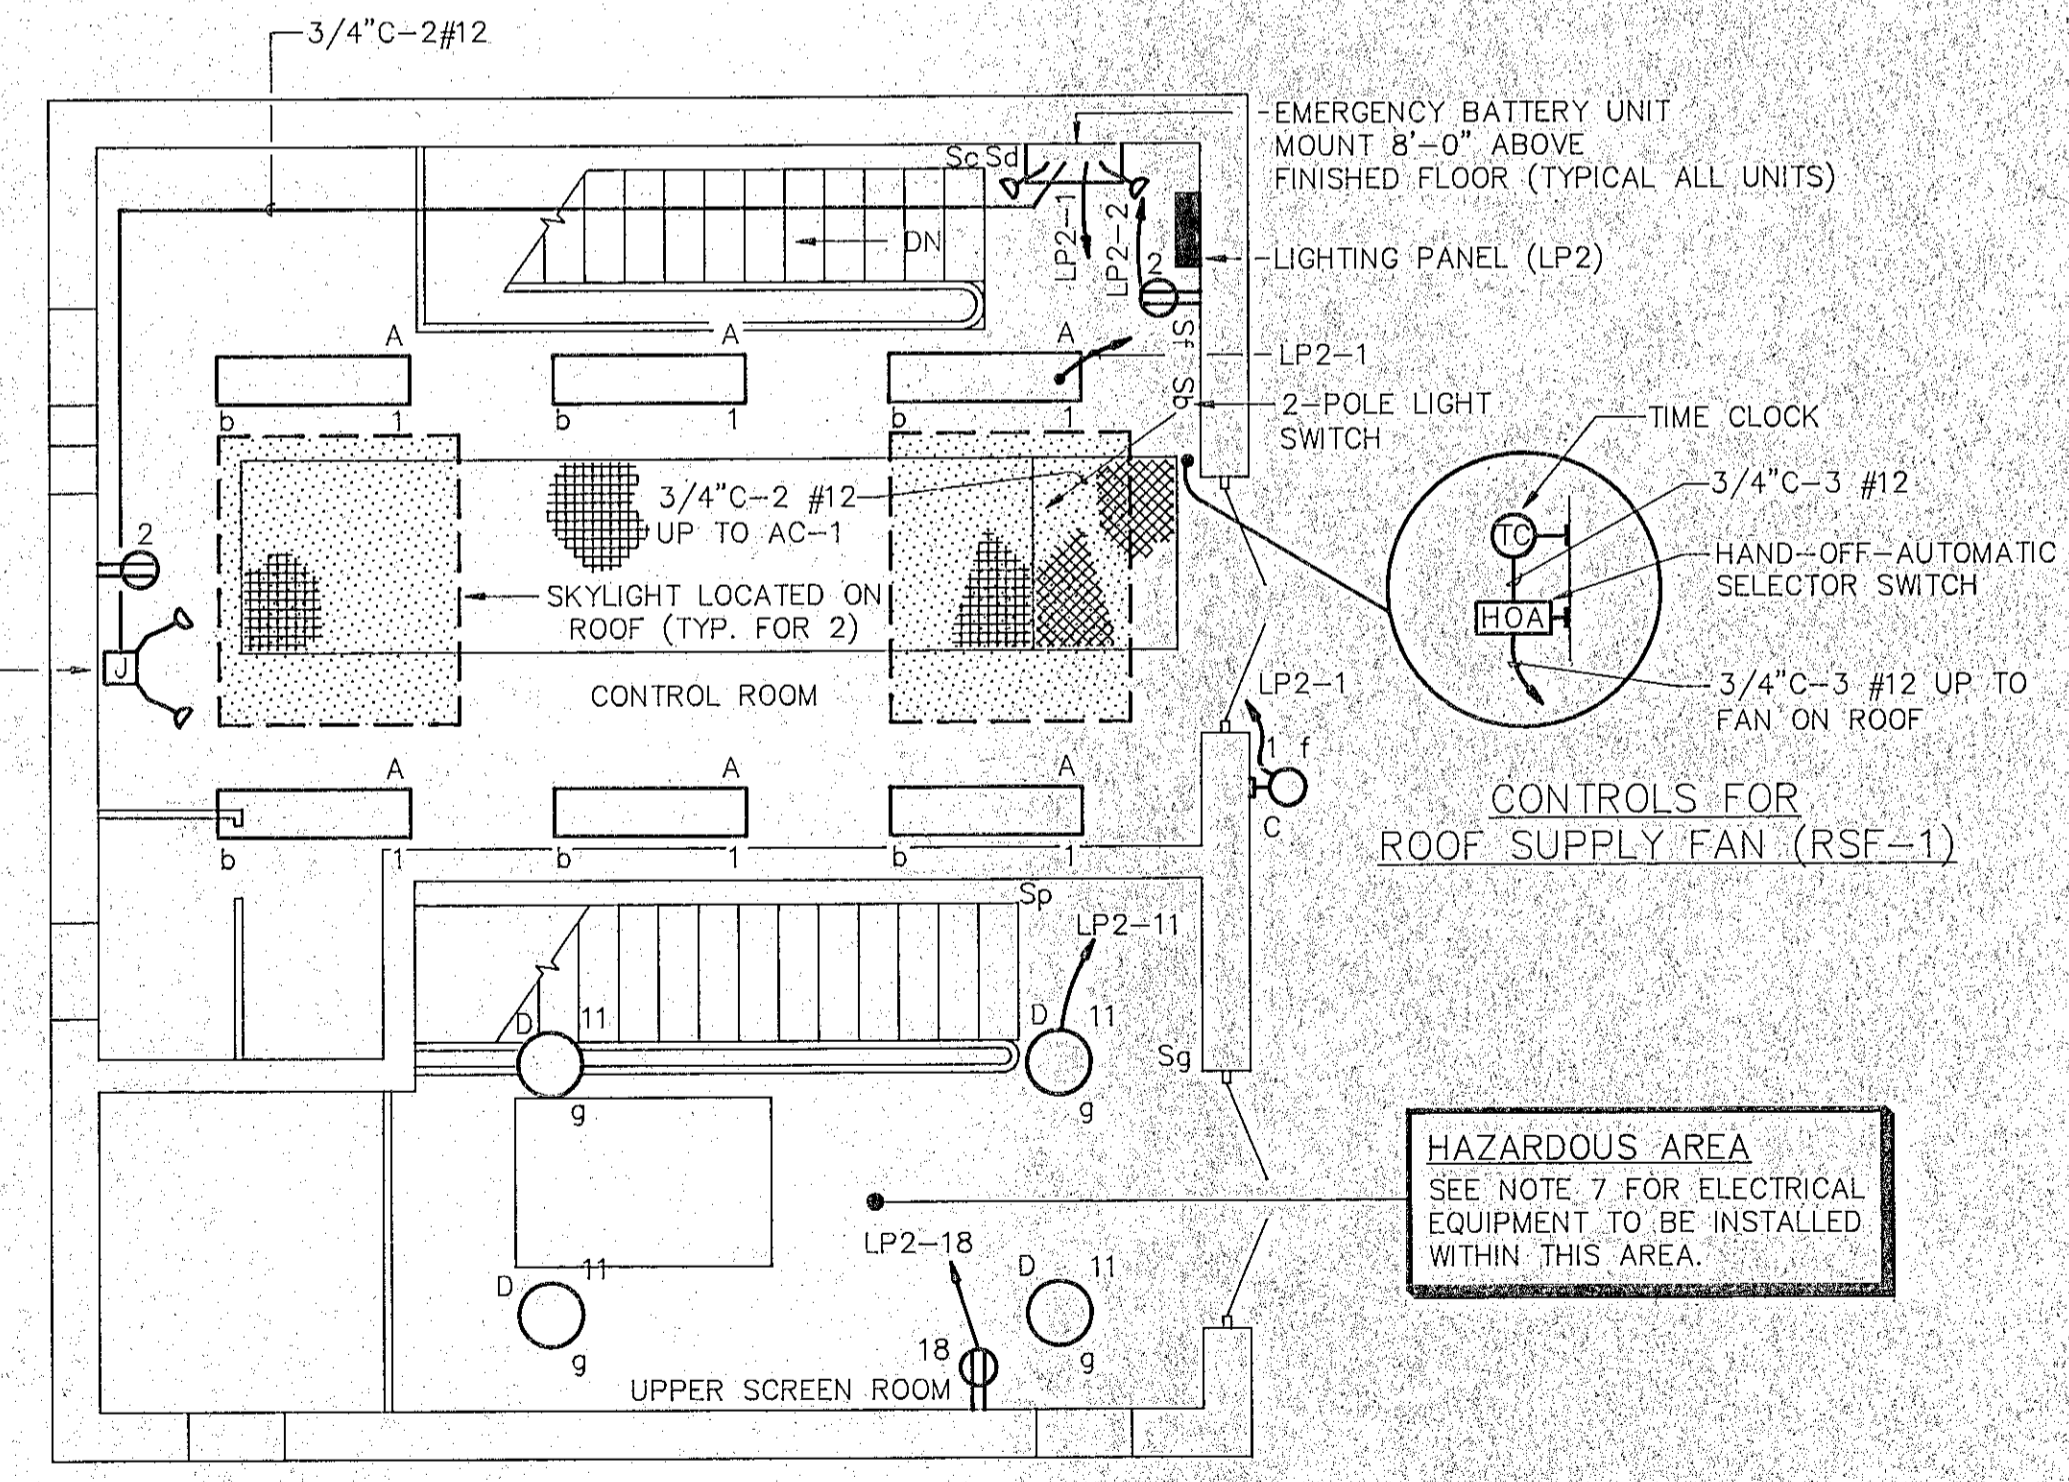 3/4"C-2#12
EMERGENCY BATTERY UNIT
MOUNT 8'-0" ABOVE
FINISHED FLOOR (TYPICAL ALL UNITS)
Sc Sd
LP2-1
LP2-2
DN
2
LIGHTING PANEL (LP2)
Sf
A
A
A
LP2-1
Sb
b 1
b 1
b 1
2-POLE LIGHT
SWITCH
TIME CLOCK
3/4"C-2 #12
UP TO AC-1
3/4"C-3 #12
TC
2
HAND-OFF-AUTOMATIC
SELECTOR SWITCH
HOA
SKYLIGHT LOCATED ON
ROOF (TYP. FOR 2)
J
CONTROL ROOM
LP2-1
3/4"C-3 #12 UP TO
FAN ON ROOF
1 f
C
A
A
A
CONTROLS FOR
ROOF SUPPLY FAN (RSF-1)
b 1
b 1
b 1
Sp
LP2-11
D 11
g
D 11
g
Sg
HAZARDOUS AREA
SEE NOTE 7 FOR ELECTRICAL
EQUIPMENT TO BE INSTALLED
WITHIN THIS AREA.
LP2-18
D 11
g
D 11
g
18
UPPER SCREEN ROOM